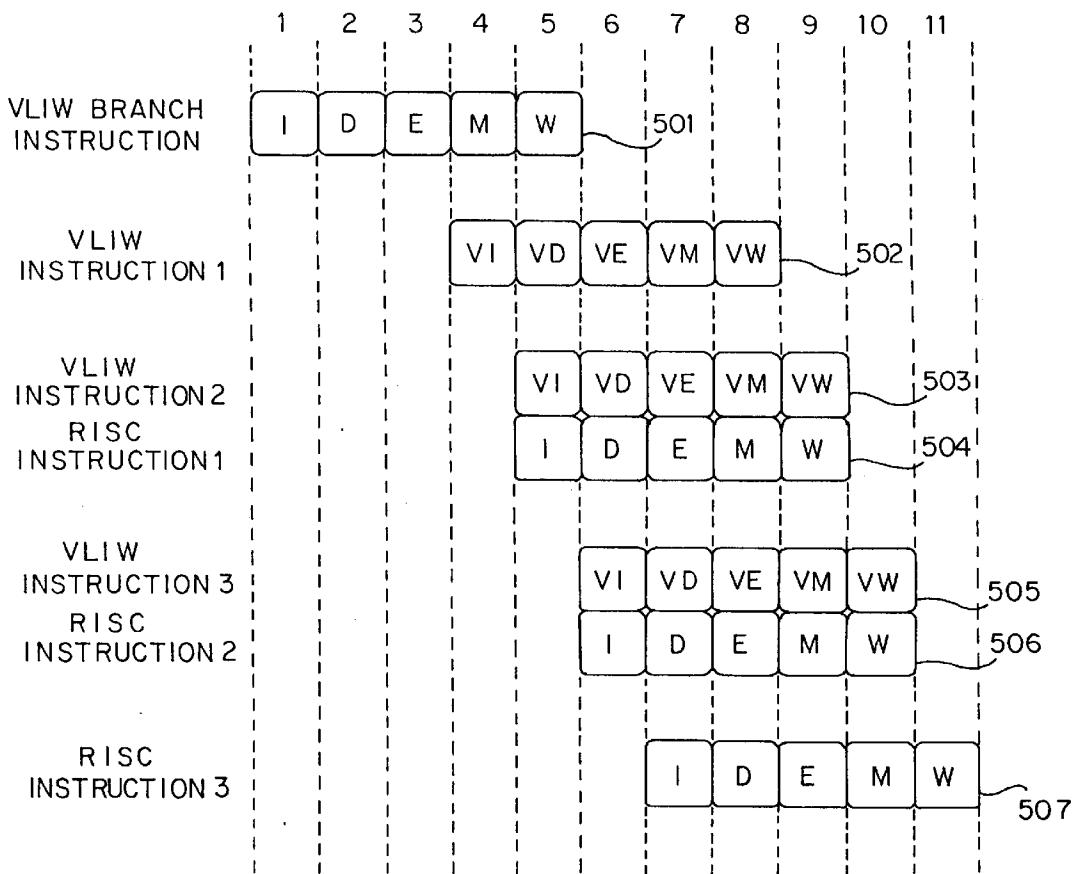 1 2 3 4 5 6 7 8 9 10 11
VLIW BRANCH
INSTRUCTION
I D E M W 501
VLIW
INSTRUCTION 1
VI VD VE VM VW 502
VLIW
INSTRUCTION 2
VI VD VE VM VW 503
RISC
INSTRUCTION 1
I D E M W 504
VLIW
INSTRUCTION 3
VI VD VE VM VW 505
RISC
INSTRUCTION 2
I D E M W 506
RISC
INSTRUCTION 3
I D E M W 507